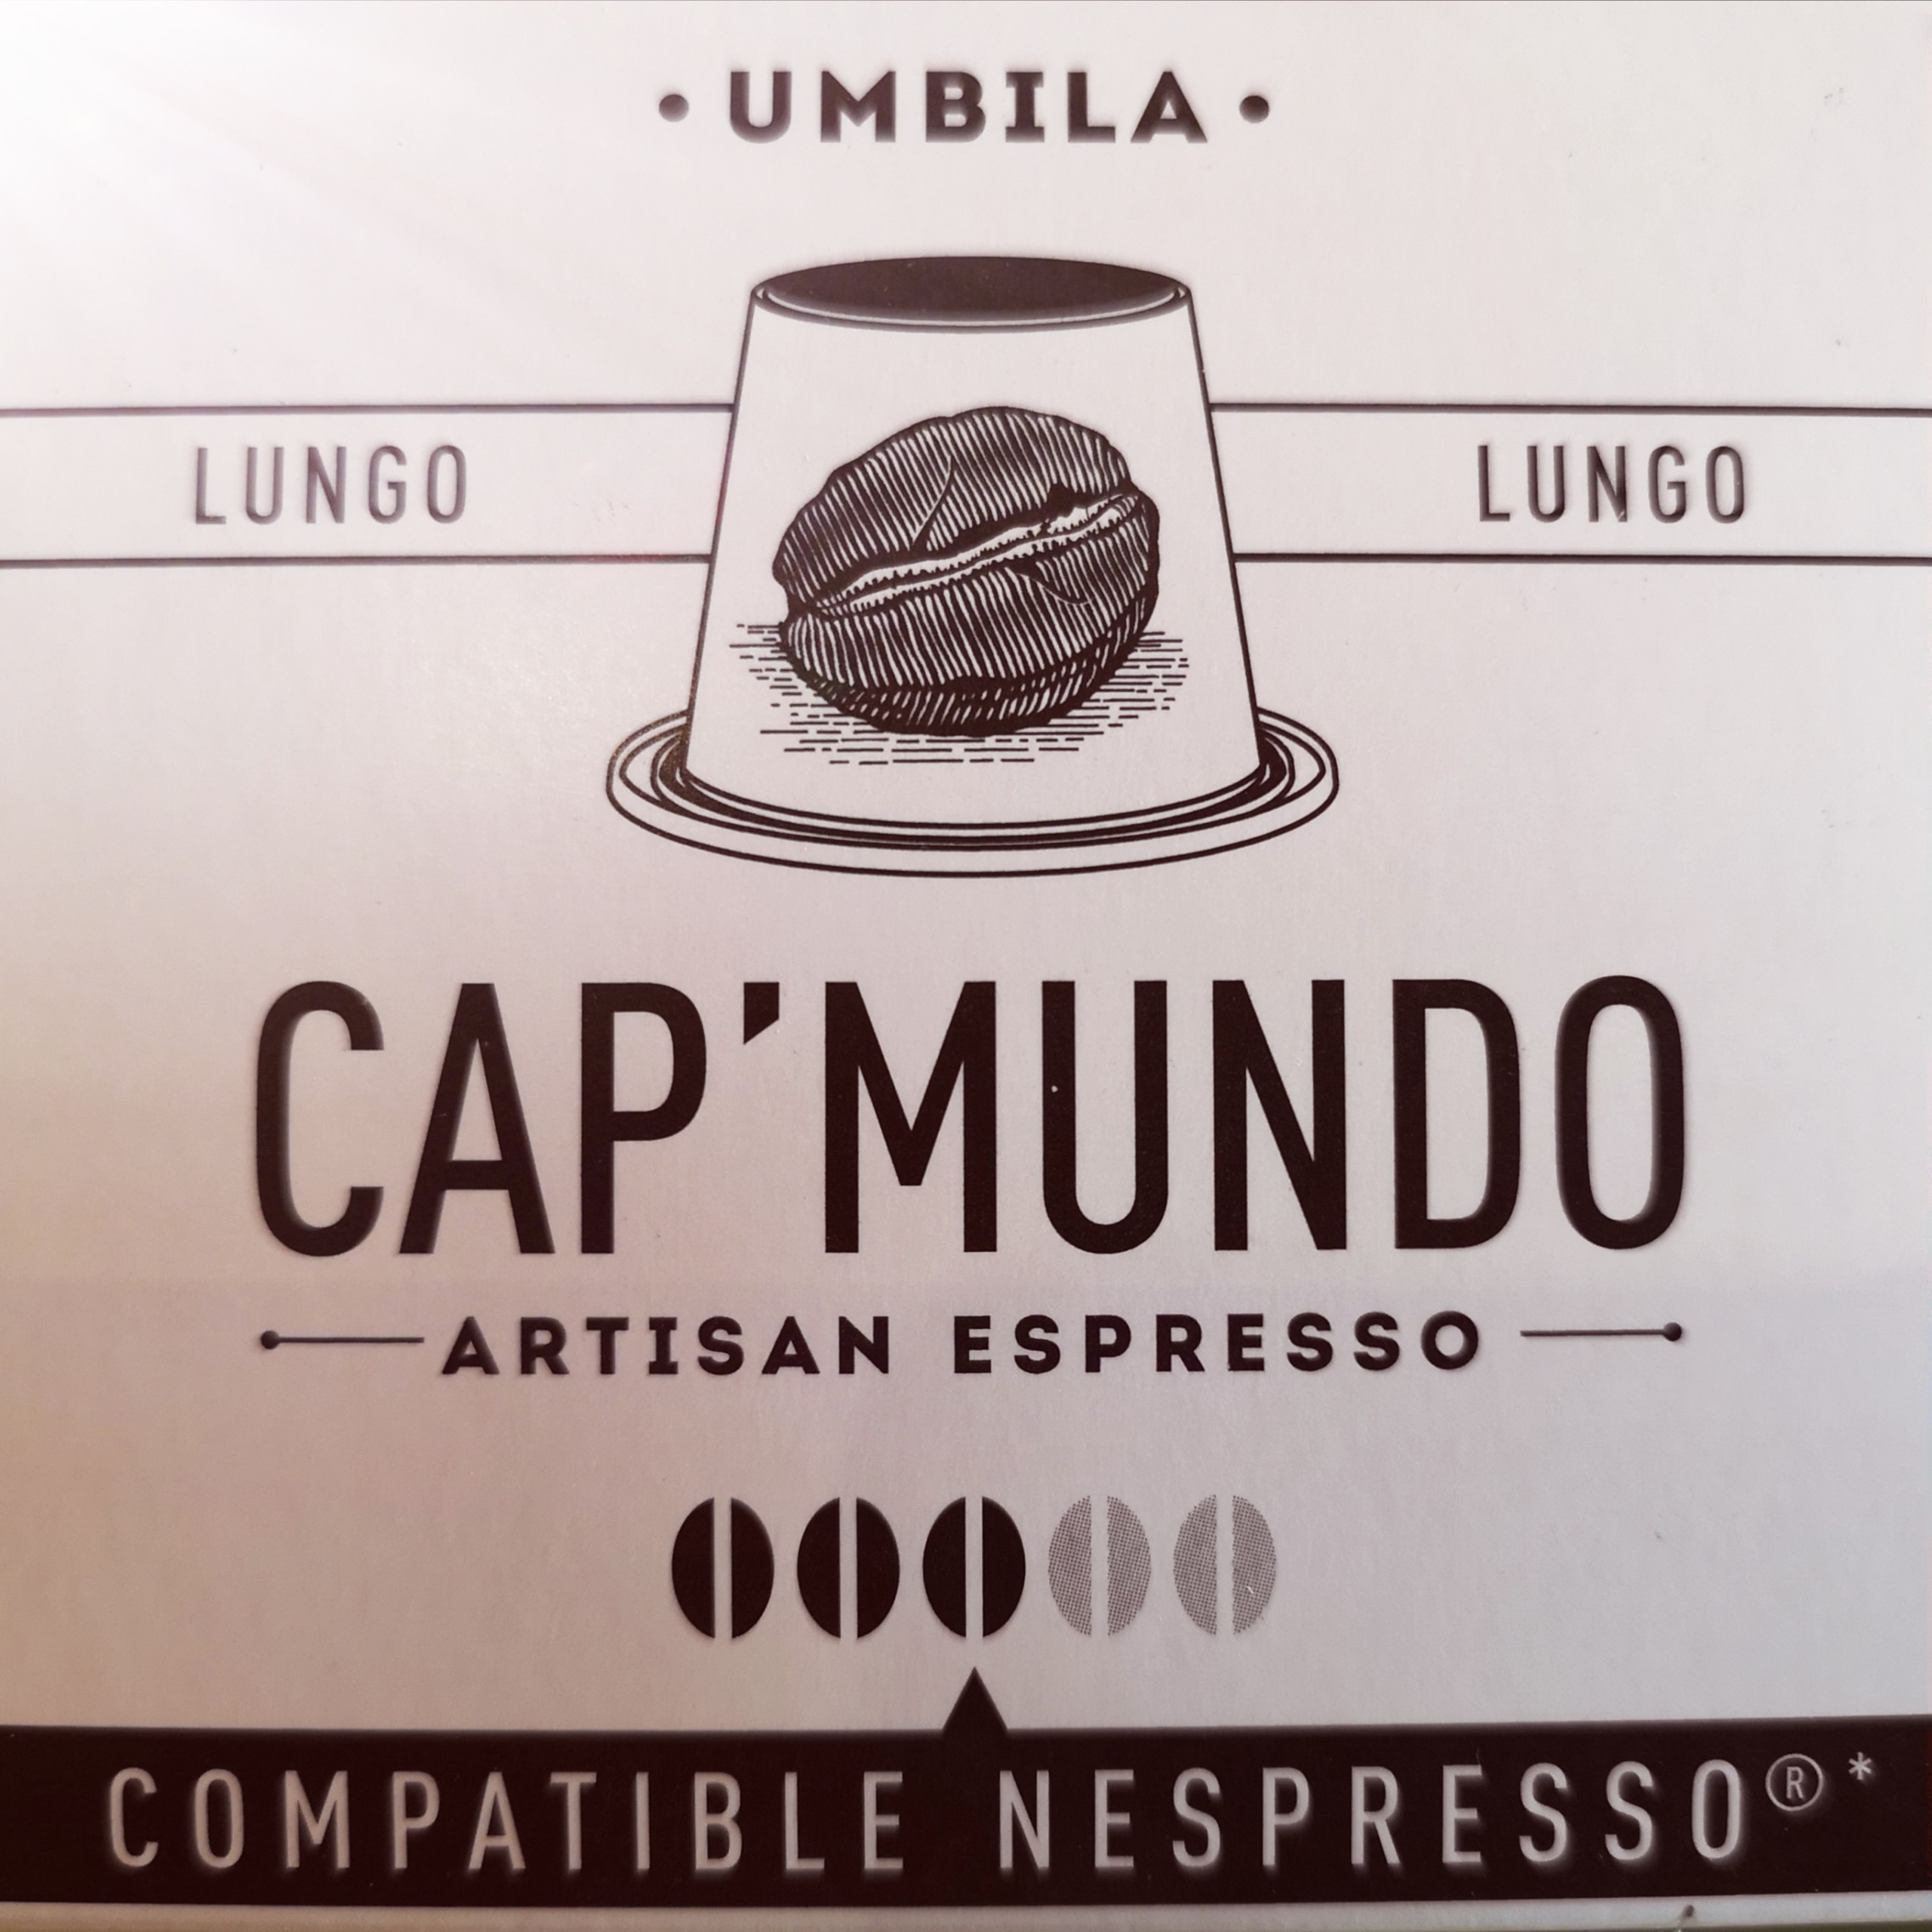 • UMBILA •
LUNGO LUNGO
CAP'MUNDO
ARTISAN ESPRESSO
COMPATIBLE NESPRESSO®*